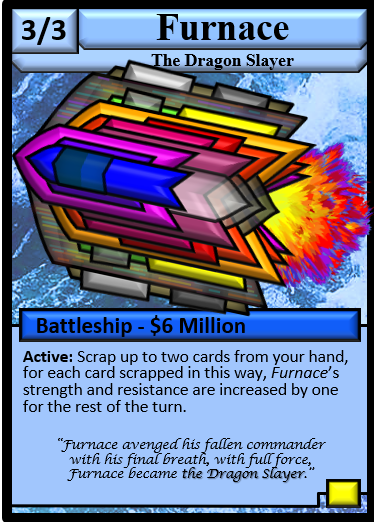 3/3
Furnace
The Dragon Slayer
Battleship - $6 Million
Active: Scrap up to two cards from your hand,
for each card scrapped in this way, Furnace's
strength and resistance are increased by one
for the rest of the turn.
“Furnace avenged his fallen commander
with his final breath, with full force,
Furnace became the Dragon Slayer.”